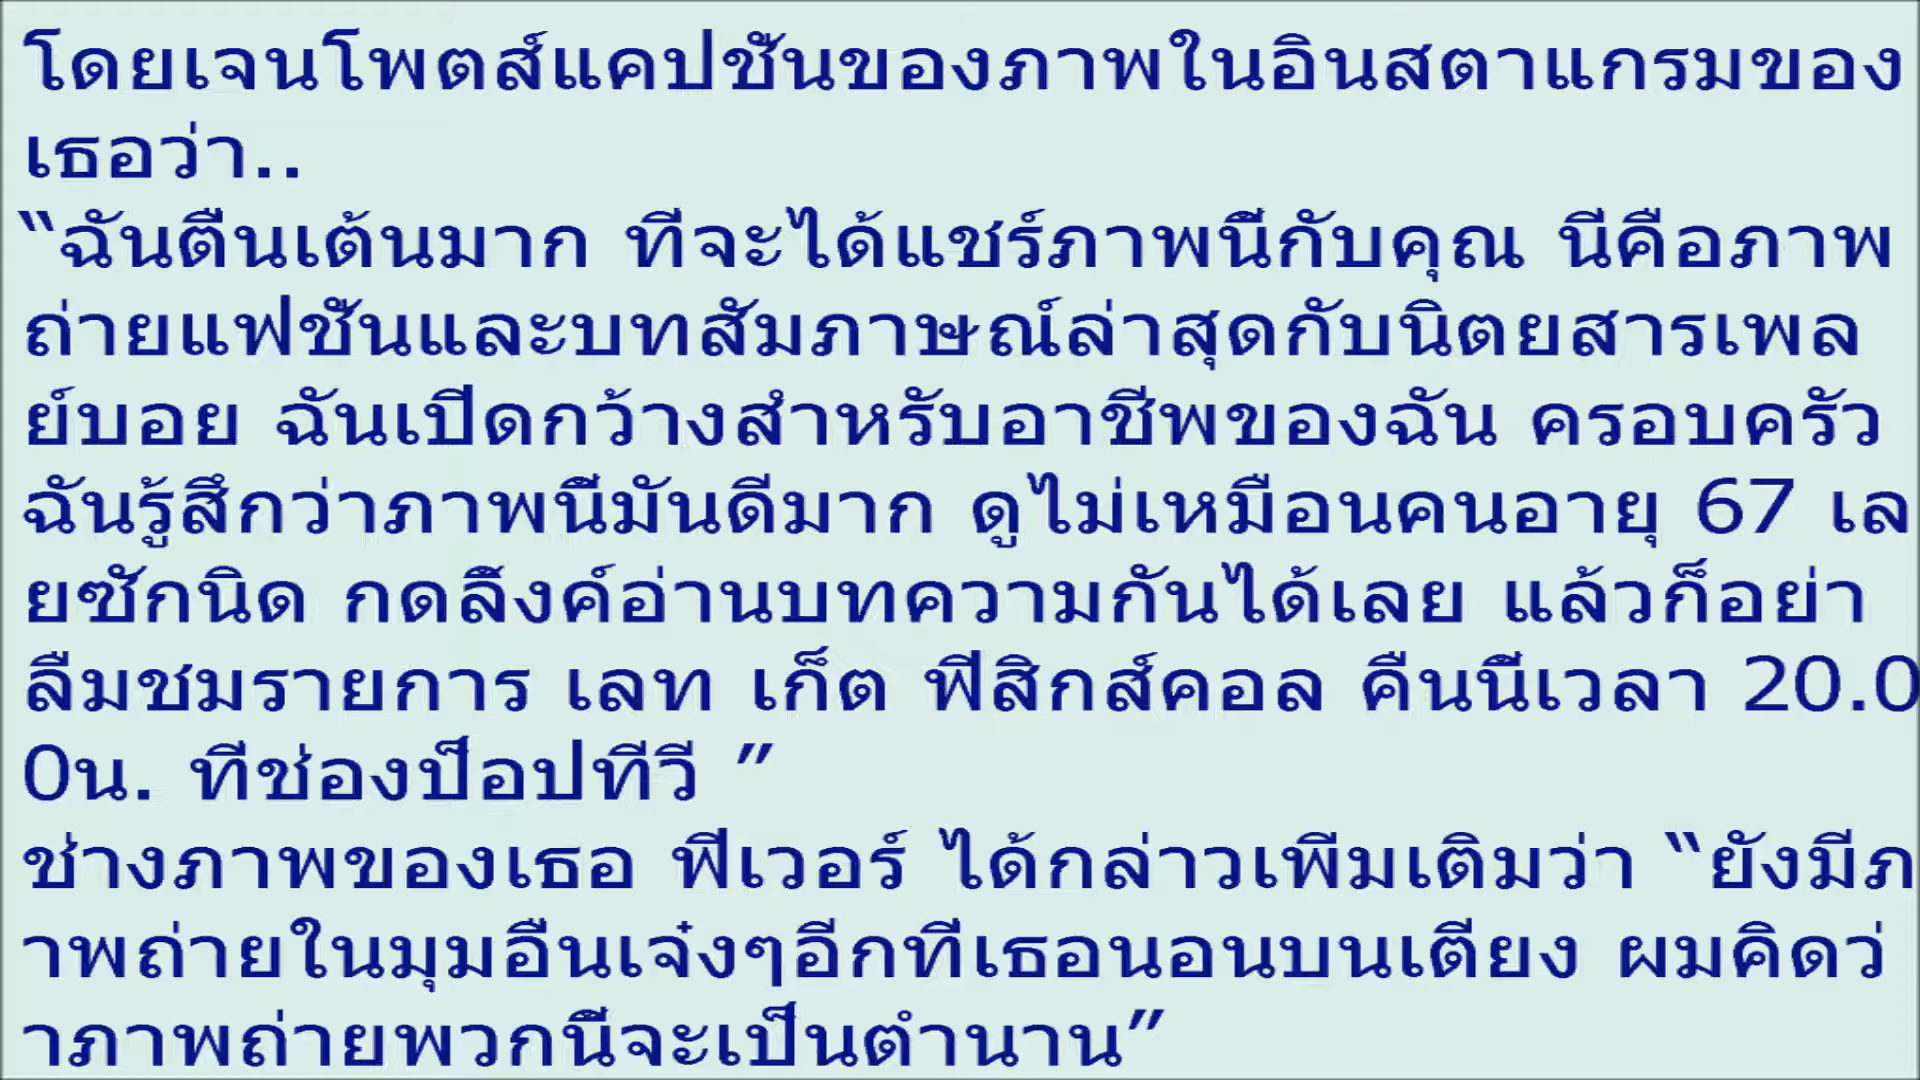 โดยเจนโพตส์แคปชั่นของภาพในอินสตาแกรมของ
เธอว่า..
“ฉันตื่นเต้นมาก ที่จะได้แชร์ภาพนี้กับคุณ นี่คือภาพ
ถ่ายแฟชั่นและบทสัมภาษณ์ล่าสุดกับนิตยสารเพล
ย์บอย ฉันเปิดกว้างสำหรับอาชีพของฉัน ครอบครัว
ฉันรู้สึกว่าภาพนี้มันดีมาก ดูไม่เหมือนคนอายุ 67 เล
ยซักนิด กดลิ้งค์อ่านบทความกันได้เลย แล้วก็อย่า
ลืมชมรายการ เลท เก็ต ฟิสิกส์คอล คืนนี้เวลา 20.0
0น. ที่ช่องป็อปทีวี ”
ช่างภาพของเธอ ฟีเวอร์ ได้กล่าวเพิ่มเติมว่า “ยังมีภ
าพถ่ายในมุมอื่นเจ๋งๆอีกที่เธอนอนบนเตียง ผมคิดว่
าภาพถ่ายพวกนี้จะเป็นตำนาน”